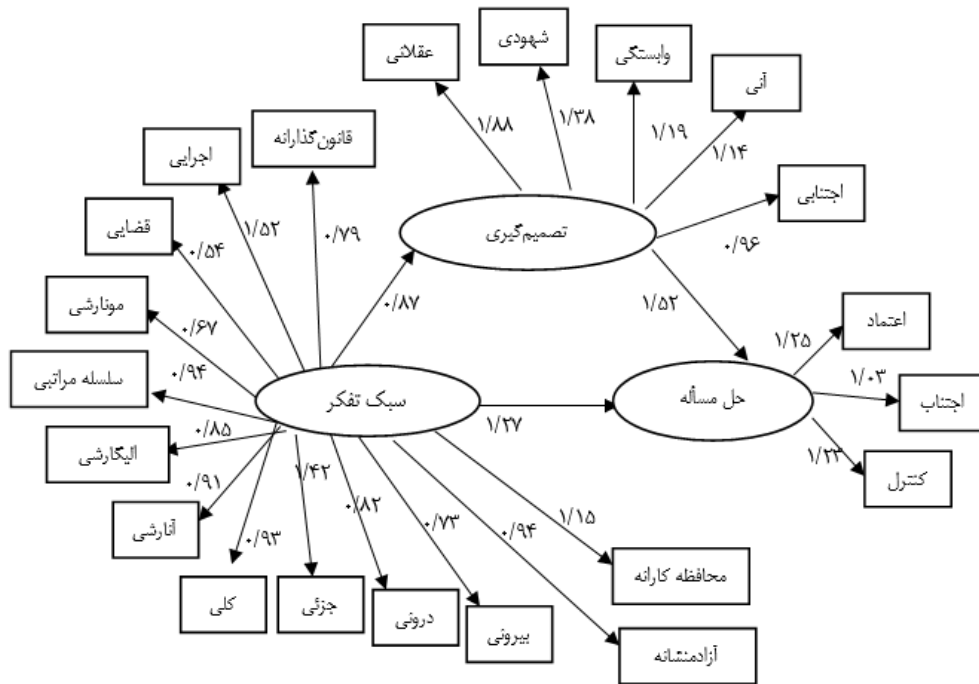 عقلائی
شهودی
وابستگی
آنی
۱/۸۸
۱/۳۸
۱/۱۹
۱/۱۴
قانون‌گذارانه
اجرایی
اجتنابی
قضایی
تصمیم‌گیری
۰/۵۴
۱/۵۲
۰/۷۹
۰/۹۶
مونارشی
۰/۸۷
۱/۵۲
اعتماد
۰/۶۷
۱/۲۵
سلسله مراتبی
۰/۹۴
سبک تفکر
حل مسأله
۱/۰۳
اجتناب
۱/۲۷
الیگارشی
۰/۸۵
۱/۲۳
کنترل
۰/۹۱
۱/۴۲
۰/۸۲
۰/۷۳
۰/۹۴
۱/۱۵
آنارشی
۰/۹۳
محافظه کارانه
کلی
جزئی
درونی
بیرونی
آزادمنشانه